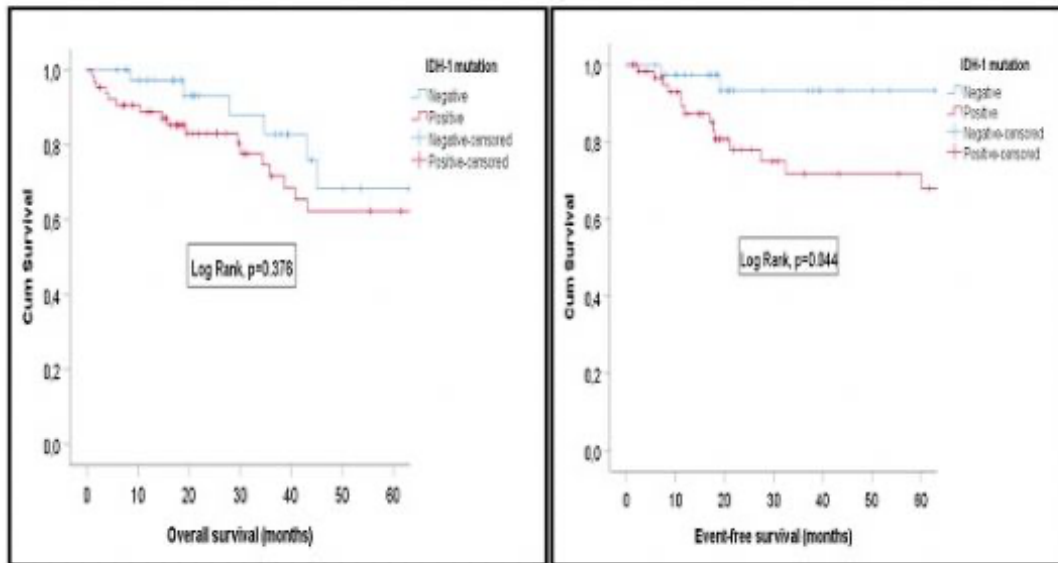 IDH-1 mutation
Negative
Positive
Negative-censored
Positive-censored
1,0
0,8
0,6
0,4
0,2
0,0
Cum Survival
Log Rank, p=0.376
0 10 20 30 40 50 60
Overall survival (months)
IDH-1 mutation
Negative
Positive
Negative-censored
Positive-censored
1,0
0,8
0,6
0,4
0,2
0,0
Cum Survival
Log Rank, p=0.044
0 10 20 30 40 50 60
Event-free survival (months)